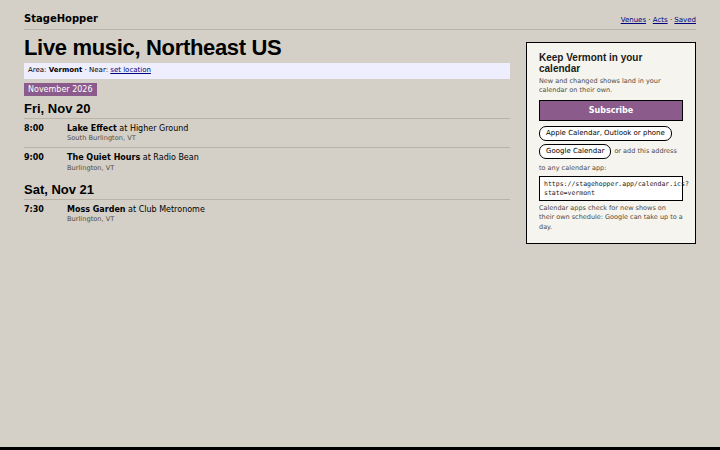 StageHopper
Venues · Acts · Saved
Live music, Northeast US
Area: Vermont · Near: set location
November 2026
Fri, Nov 20
8:00 Lake Effect at Higher Ground
South Burlington, VT
9:00 The Quiet Hours at Radio Bean
Burlington, VT
Sat, Nov 21
7:30 Moss Garden at Club Metronome
Burlington, VT
Keep Vermont in your
calendar
New and changed shows land in your
calendar on their own.
Subscribe
Apple Calendar, Outlook or phone
Google Calendar or add this address
to any calendar app:
https://stagehopper.app/calendar.ics?
state=vermont
Calendar apps check for new shows on
their own schedule: Google can take up to a
day.